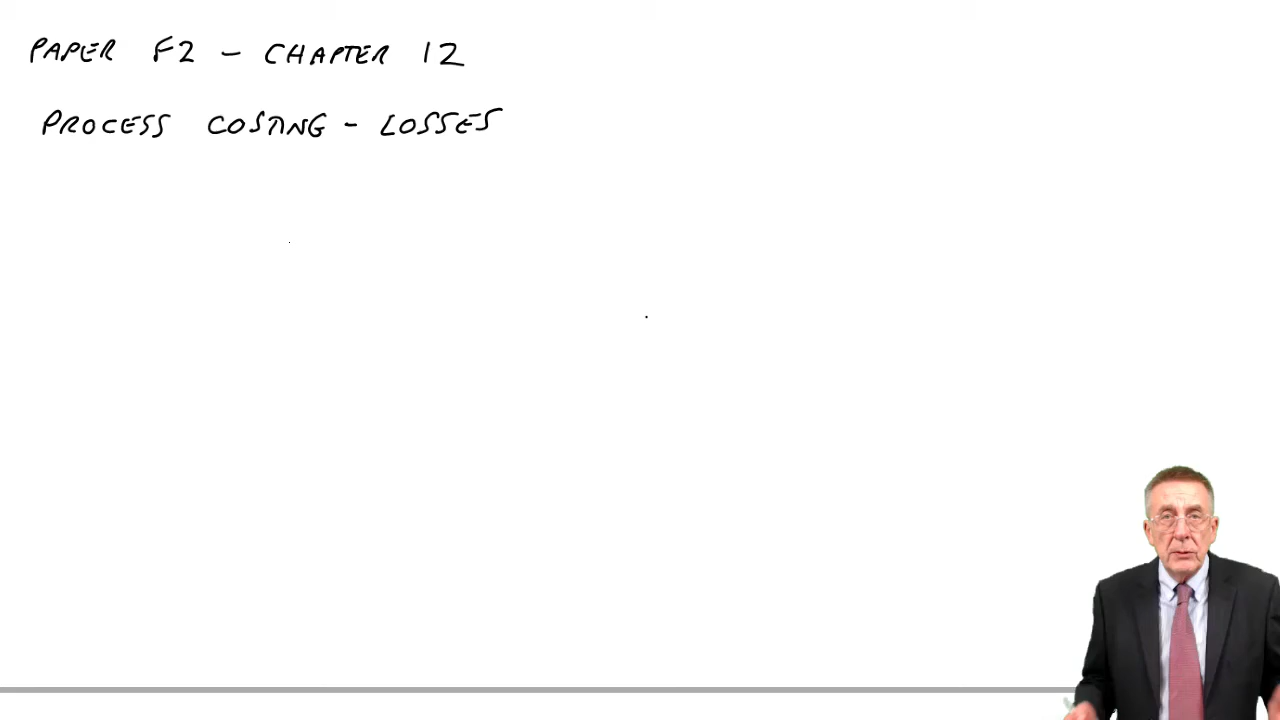 PAPER F2 - CHAPTER 12
PROCESS COSTING - LOSSES